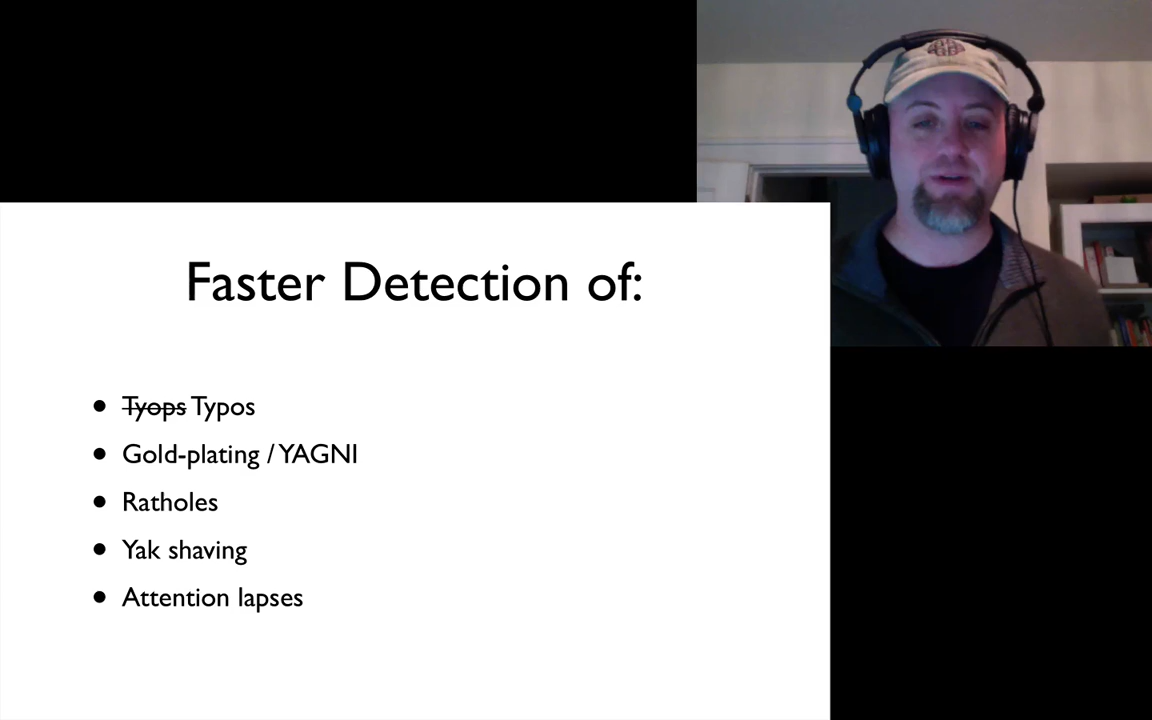 Faster Detection of:
• Tyops Typos
• Gold-plating / YAGNI
• Ratholes
• Yak shaving
• Attention lapses